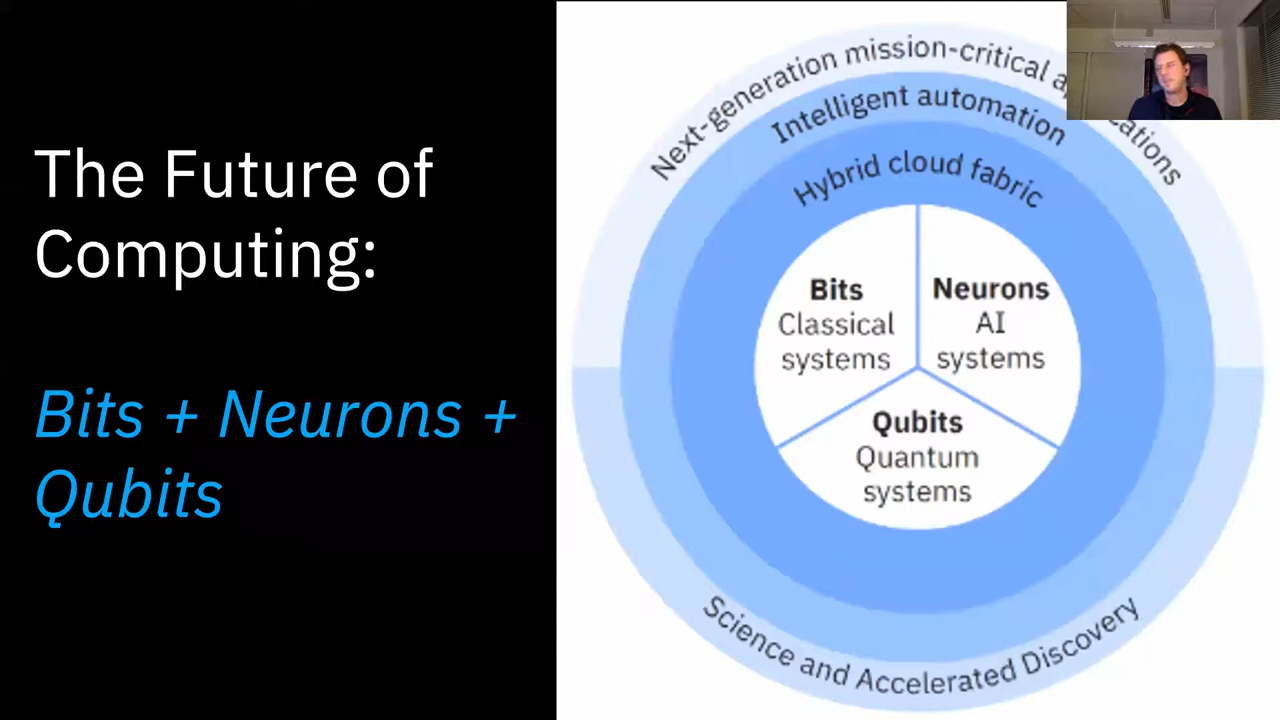 The Future of
Computing:
Bits + Neurons +
Qubits
Next-generation mission-critical
Intelligent automation
Hybrid cloud fabric
Bits
Classical
systems
Neurons
AI
systems
Qubits
Quantum
systems
Science and Accelerated Discovery